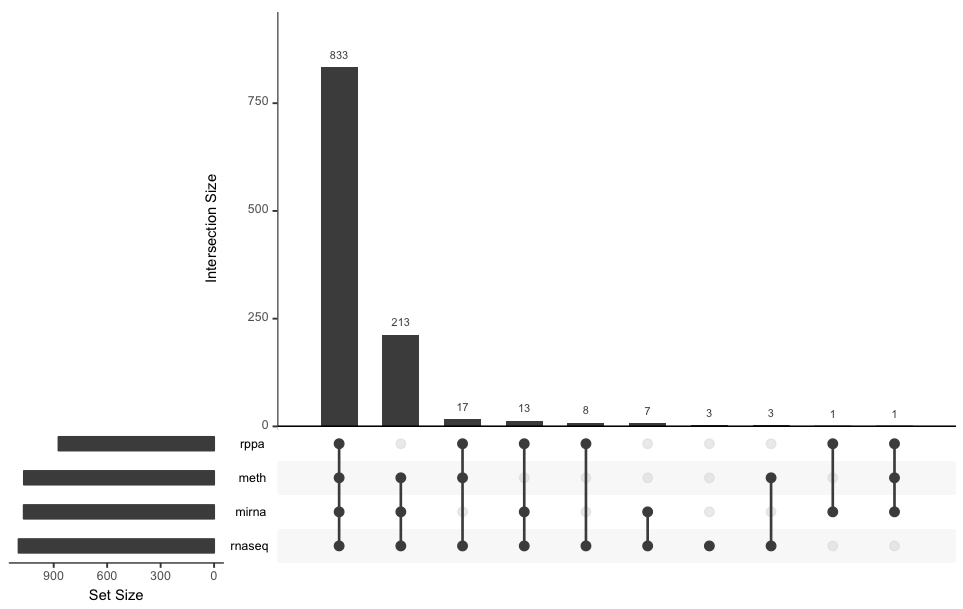 833
750
500
Intersection Size
250
213
17
13
8
7
3
3
1
1
0
rppa
meth
mirna
rnaseq
900 600 300 0
Set Size